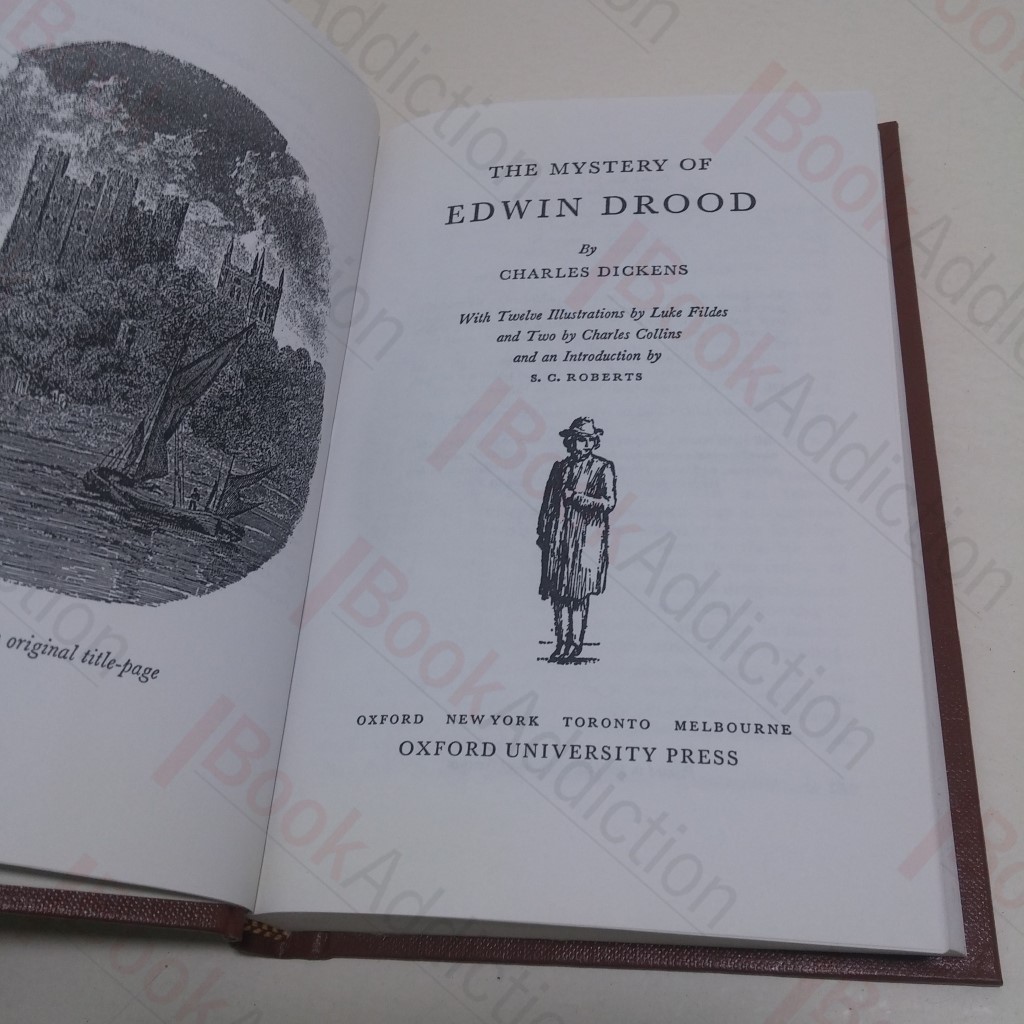 original title-page
THE MYSTERY OF
EDWIN DROOD
By
CHARLES DICKENS
With Twelve Illustrations by Luke Fildes
and Two by Charles Collins
and an Introduction by
S. C. ROBERTS
OXFORD NEW YORK TORONTO MELBOURNE
OXFORD UNIVERSITY PRESS
BookAddiction